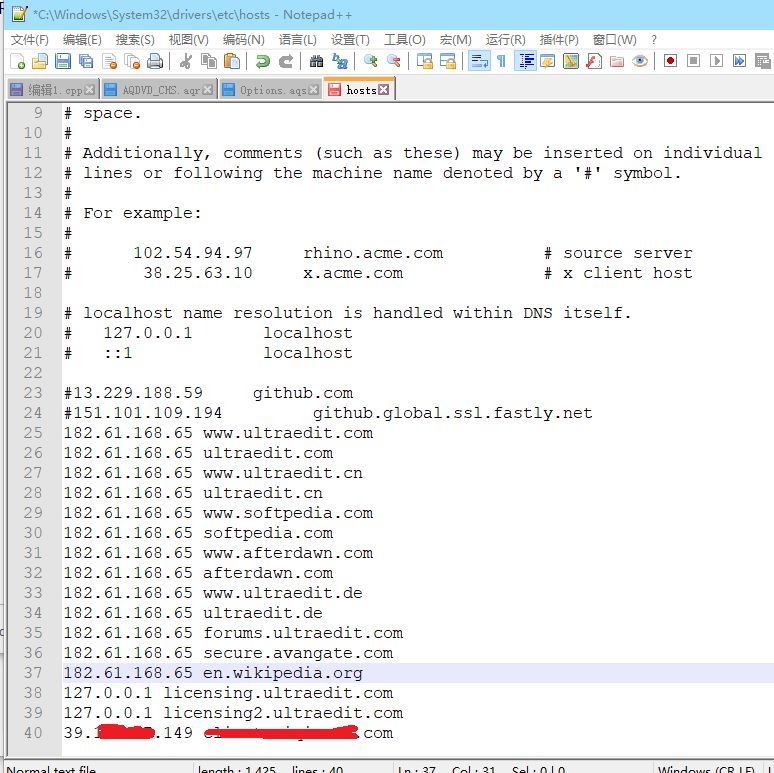 *C:\Windows\System32\drivers\etc\hosts - Notepad++
文件(F) 编辑(E) 搜索(S) 视图(V) 编码(N) 语言(L) 设置(T) 工具(O) 宏(M) 运行(R) 插件(P) 窗口(W) ?
编辑1.cpp AQDVD_CHS.aqr Options.aqs hosts
9 # space.
10 #
11 # Additionally, comments (such as these) may be inserted on individual
12 # lines or following the machine name denoted by a '#' symbol.
13 #
14 # For example:
15 #
16 # 102.54.94.97 rhino.acme.com # source server
17 # 38.25.63.10 x.acme.com # x client host
18
19 # localhost name resolution is handled within DNS itself.
20 # 127.0.0.1 localhost
21 # ::1 localhost
22
23 #13.229.188.59 github.com
24 #151.101.109.194 github.global.ssl.fastly.net
25 182.61.168.65 www.ultraedit.com
26 182.61.168.65 ultraedit.com
27 182.61.168.65 www.ultraedit.cn
28 182.61.168.65 ultraedit.cn
29 182.61.168.65 www.softpedia.com
30 182.61.168.65 softpedia.com
31 182.61.168.65 www.afterdawn.com
32 182.61.168.65 afterdawn.com
33 182.61.168.65 www.ultraedit.de
34 182.61.168.65 ultraedit.de
35 182.61.168.65 forums.ultraedit.com
36 182.61.168.65 secure.avangate.com
37 182.61.168.65 en.wikipedia.org
38 127.0.0.1 licensing.ultraedit.com
39 127.0.0.1 licensing2.ultraedit.com
40 39.1 .149 .com
Normal text file length : 1,425 lines : 40 Ln : 37 Col : 31 Sel : 0 | 0 Windows (CR LF)